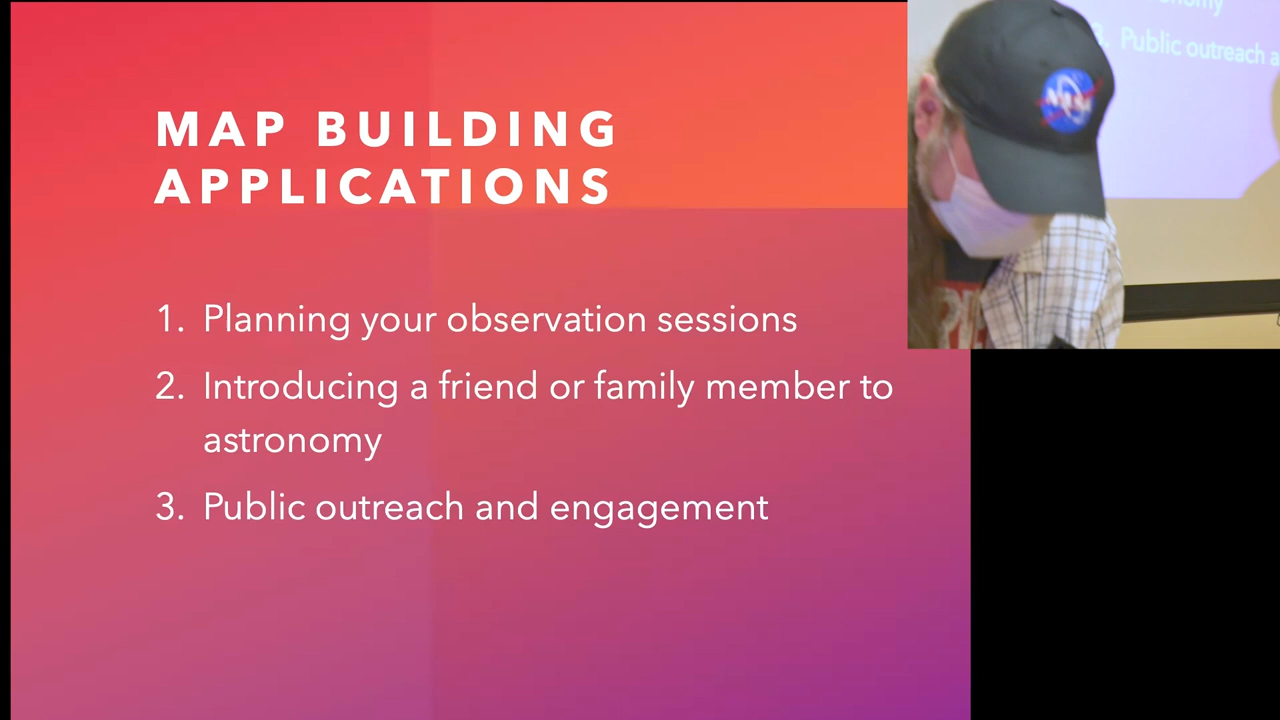 MAP BUILDING
APPLICATIONS
1. Planning your observation sessions
2. Introducing a friend or family member to
astronomy
3. Public outreach and engagement
NASA
3. Public outreach a